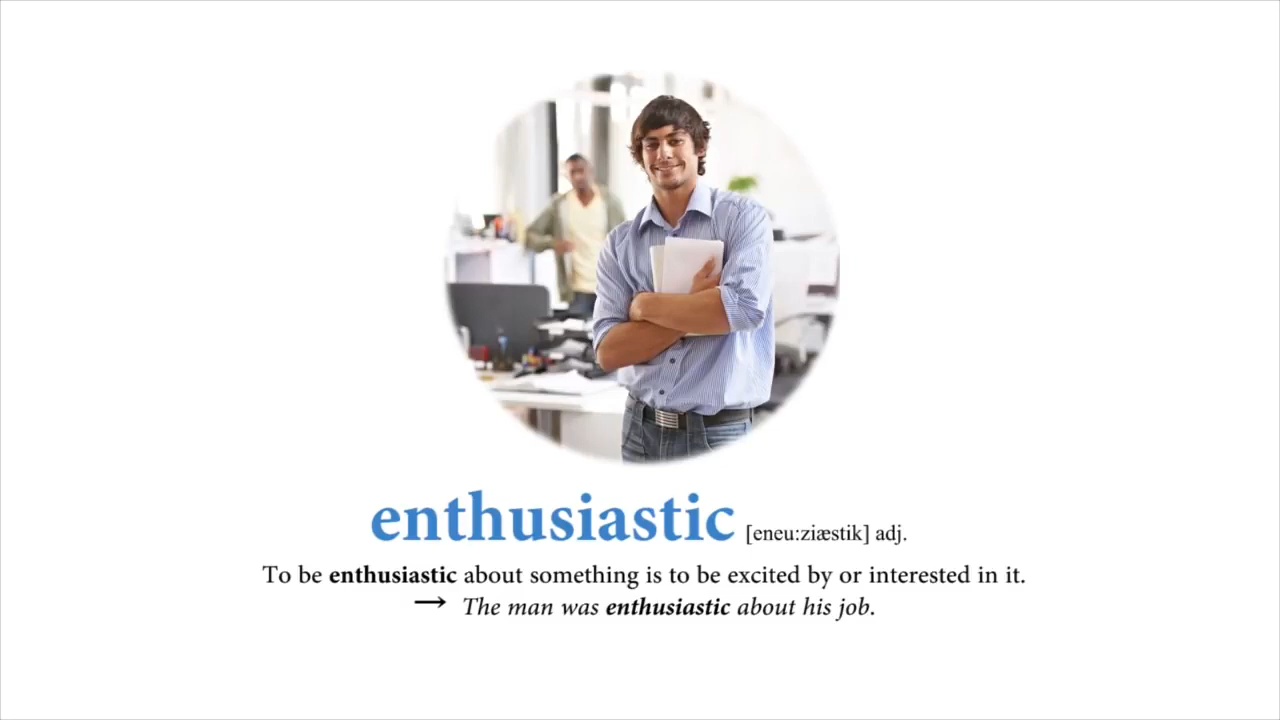 enthusiastic [eneu:ziæstik] adj.
To be enthusiastic about something is to be excited by or interested in it.
→ The man was enthusiastic about his job.